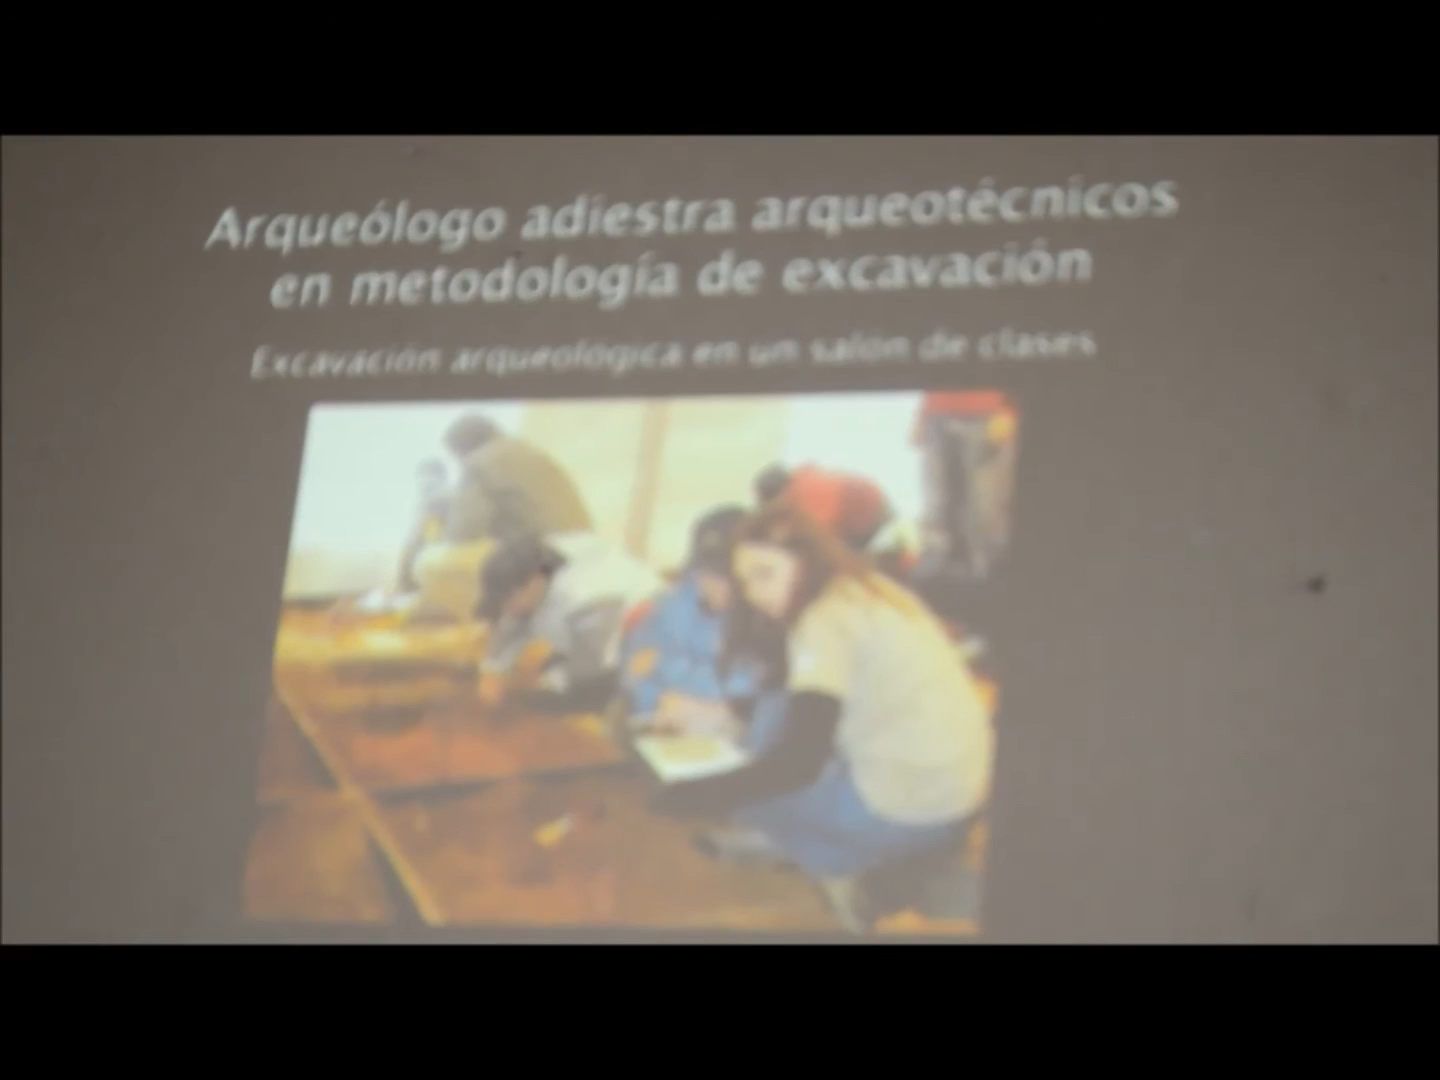 Arqueólogo adiestra arqueotécnicos
en metodología de excavación
Excavación arqueológica en un salón de clases